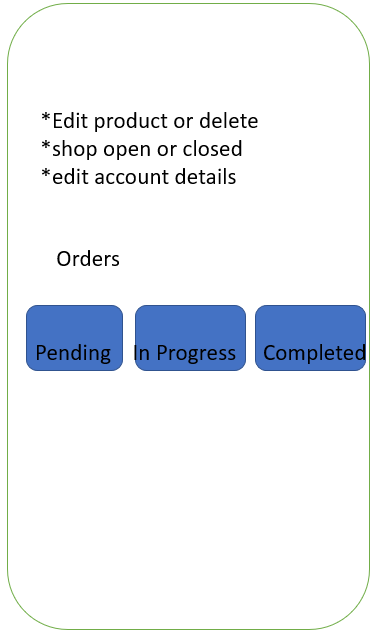 *Edit product or delete
*shop open or closed
*edit account details
Orders
Pending In Progress Completed